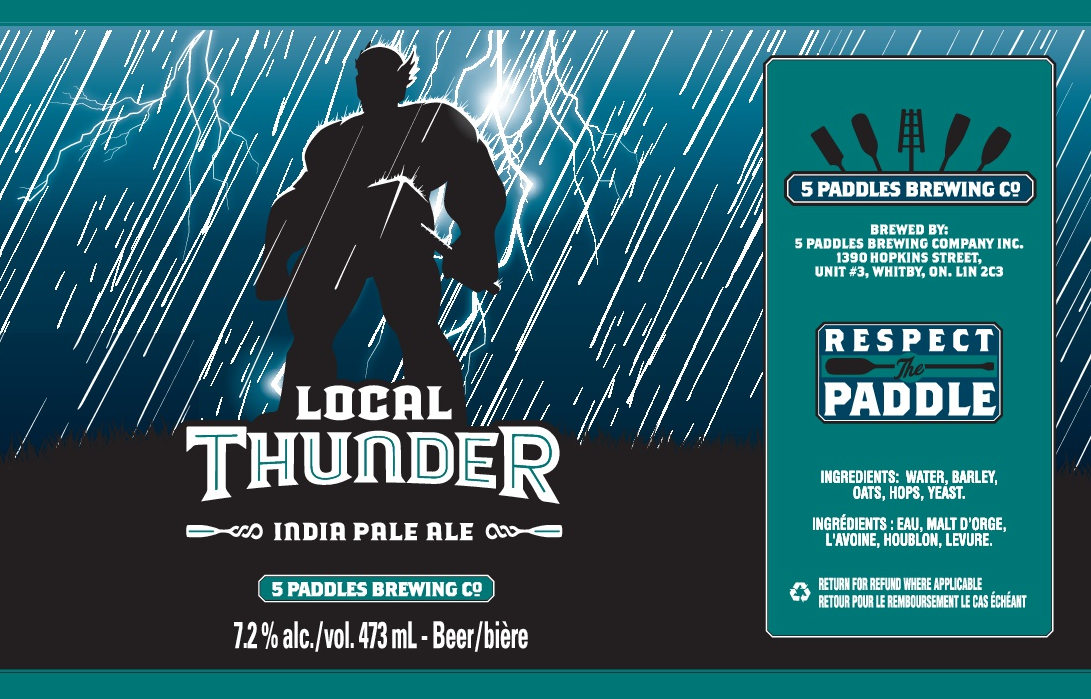 LOCAL
THUNDER
INDIA PALE ALE
5 PADDLES BREWING CO
7.2 % alc./vol. 473 mL - Beer/bière
5 PADDLES BREWING CO
BREWED BY:
5 PADDLES BREWING COMPANY INC.
1390 HOPKINS STREET,
UNIT #3, WHITBY, ON. L1N 2C3
RESPECT
The
PADDLE
INGREDIENTS: WATER, BARLEY,
OATS, HOPS, YEAST.
INGRÉDIENTS : EAU, MALT D'ORGE,
L'AVOINE, HOUBLON, LEVURE.
RETURN FOR REFUND WHERE APPLICABLE
RETOUR POUR LE REMBOURSEMENT LE CAS ÉCHÉANT